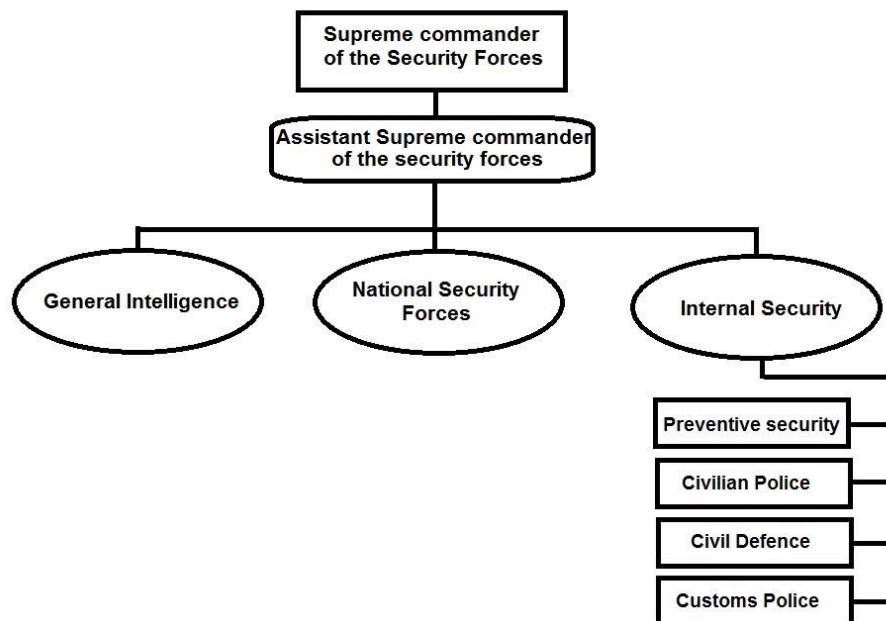 Supreme commander
of the Security Forces
Assistant Supreme commander
of the security forces
General Intelligence
National Security
Forces
Internal Security
Preventive security
Civilian Police
Civil Defence
Customs Police